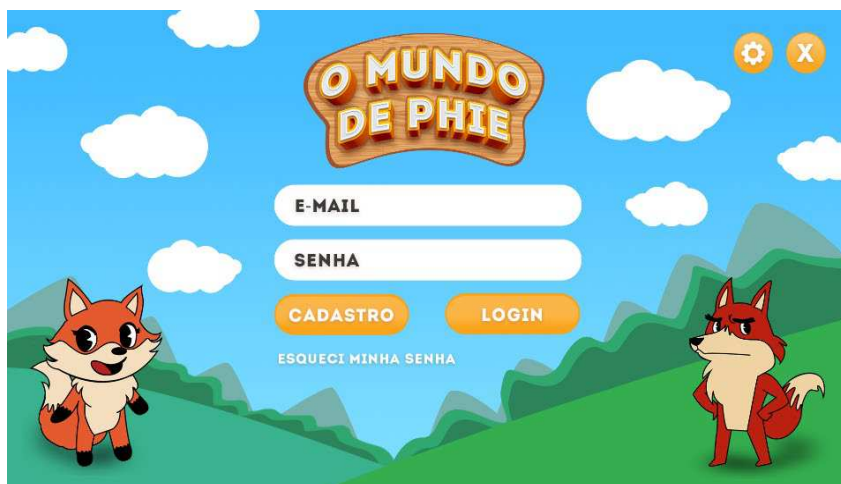 O MUNDO
DE PHIE
X
E-MAIL
SENHA
CADASTRO LOGIN
ESQUECI MINHA SENHA